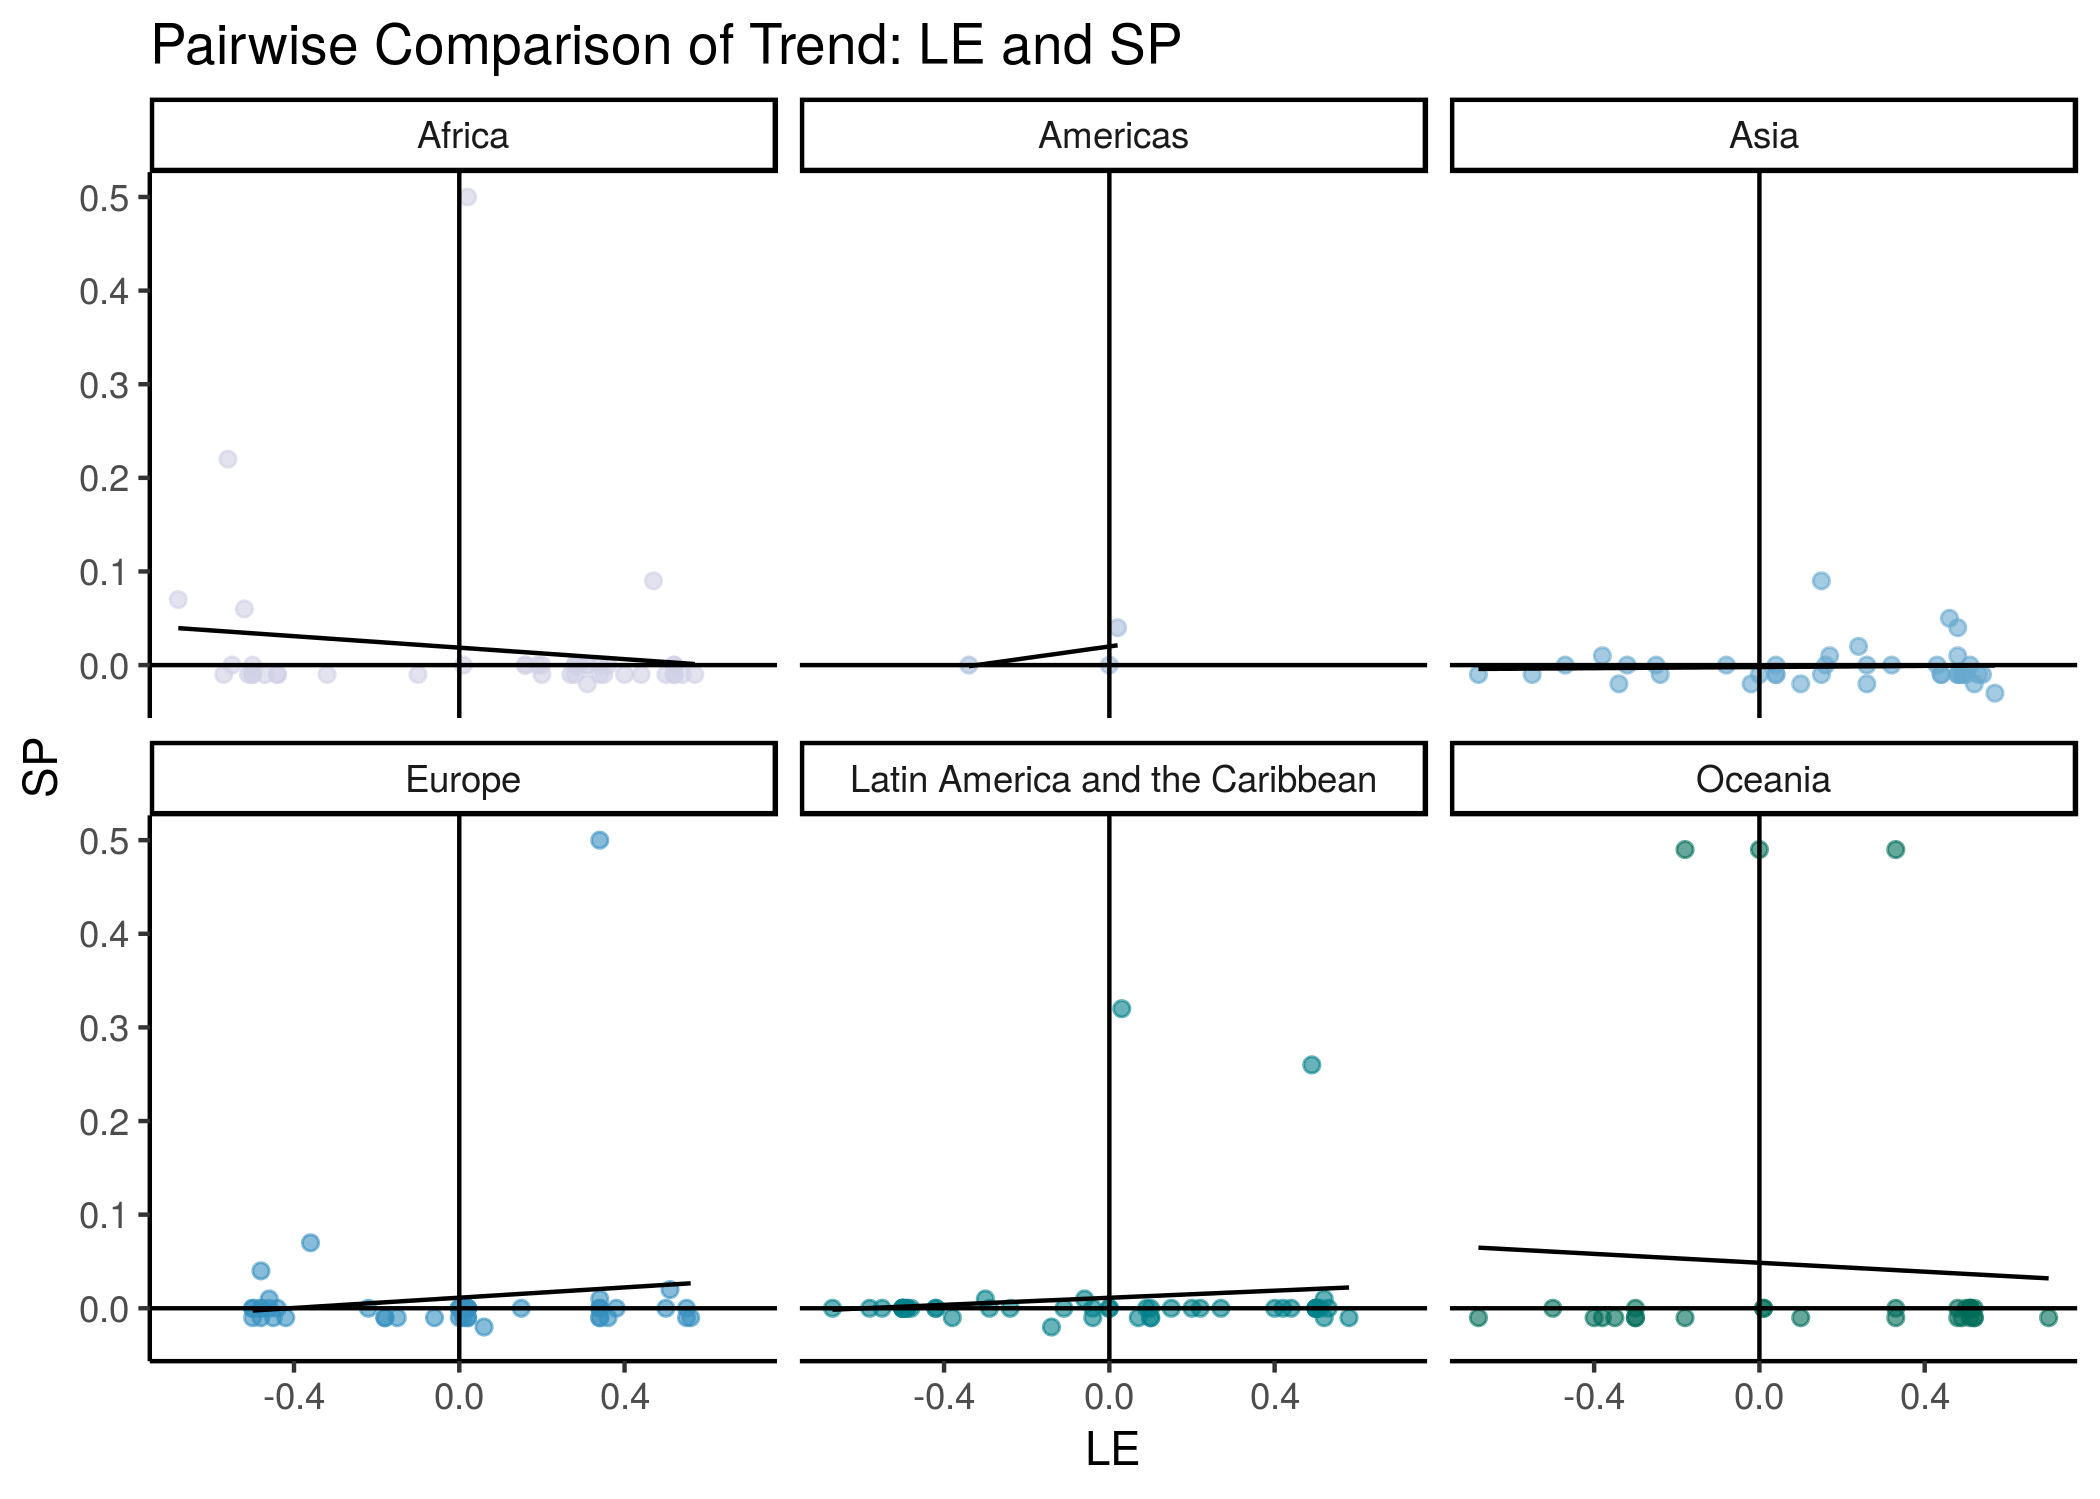 Pairwise Comparison of Trend: LE and SP
Africa
Americas
Asia
0.5
0.4
0.3
0.2
0.1
0.0
SP
Europe
Latin America and the Caribbean
Oceania
0.5
0.4
0.3
0.2
0.1
0.0
-0.4 0.0 0.4
-0.4 0.0 0.4
-0.4 0.0 0.4
LE